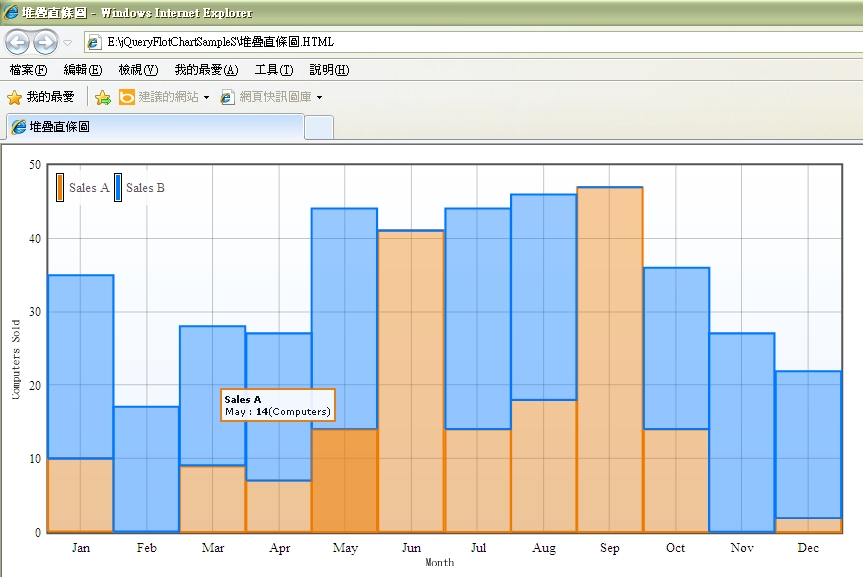 堆疊直條圖 - Windows Internet Explorer
E:\jQueryFlotChartSampleS\堆疊直條圖.HTML
檔案(F) 編輯(E) 檢視(V) 我的最愛(A) 工具(T) 說明(H)
我的最愛 建議的網站 網頁快訊圖庫
堆疊直條圖
50
Sales A Sales B
40
30
20
10
0
Computers Sold
Sales A
May : 14(Computers)
Jan Feb Mar Apr May Jun Jul Aug Sep Oct Nov Dec
Month